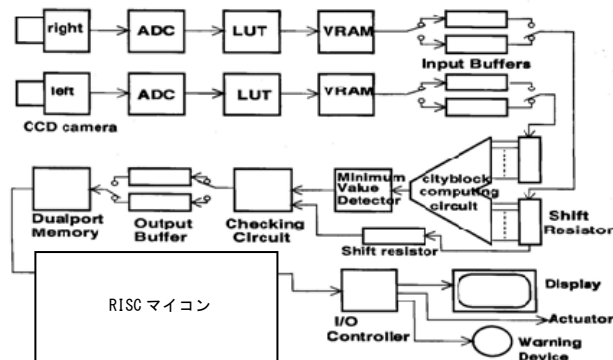 right
ADC
LUT
VRAM
Input Buffers
left
ADC
LUT
VRAM
CCD camera
Dualport
Memory
Output
Buffer
Checking
Circuit
Minimum
Value
Detector
cityblock
computing
circuit
Shift
Resistor
Shift resistor
RISC マイコン
I/O
Controller
Display
Actuator
Warning
Device